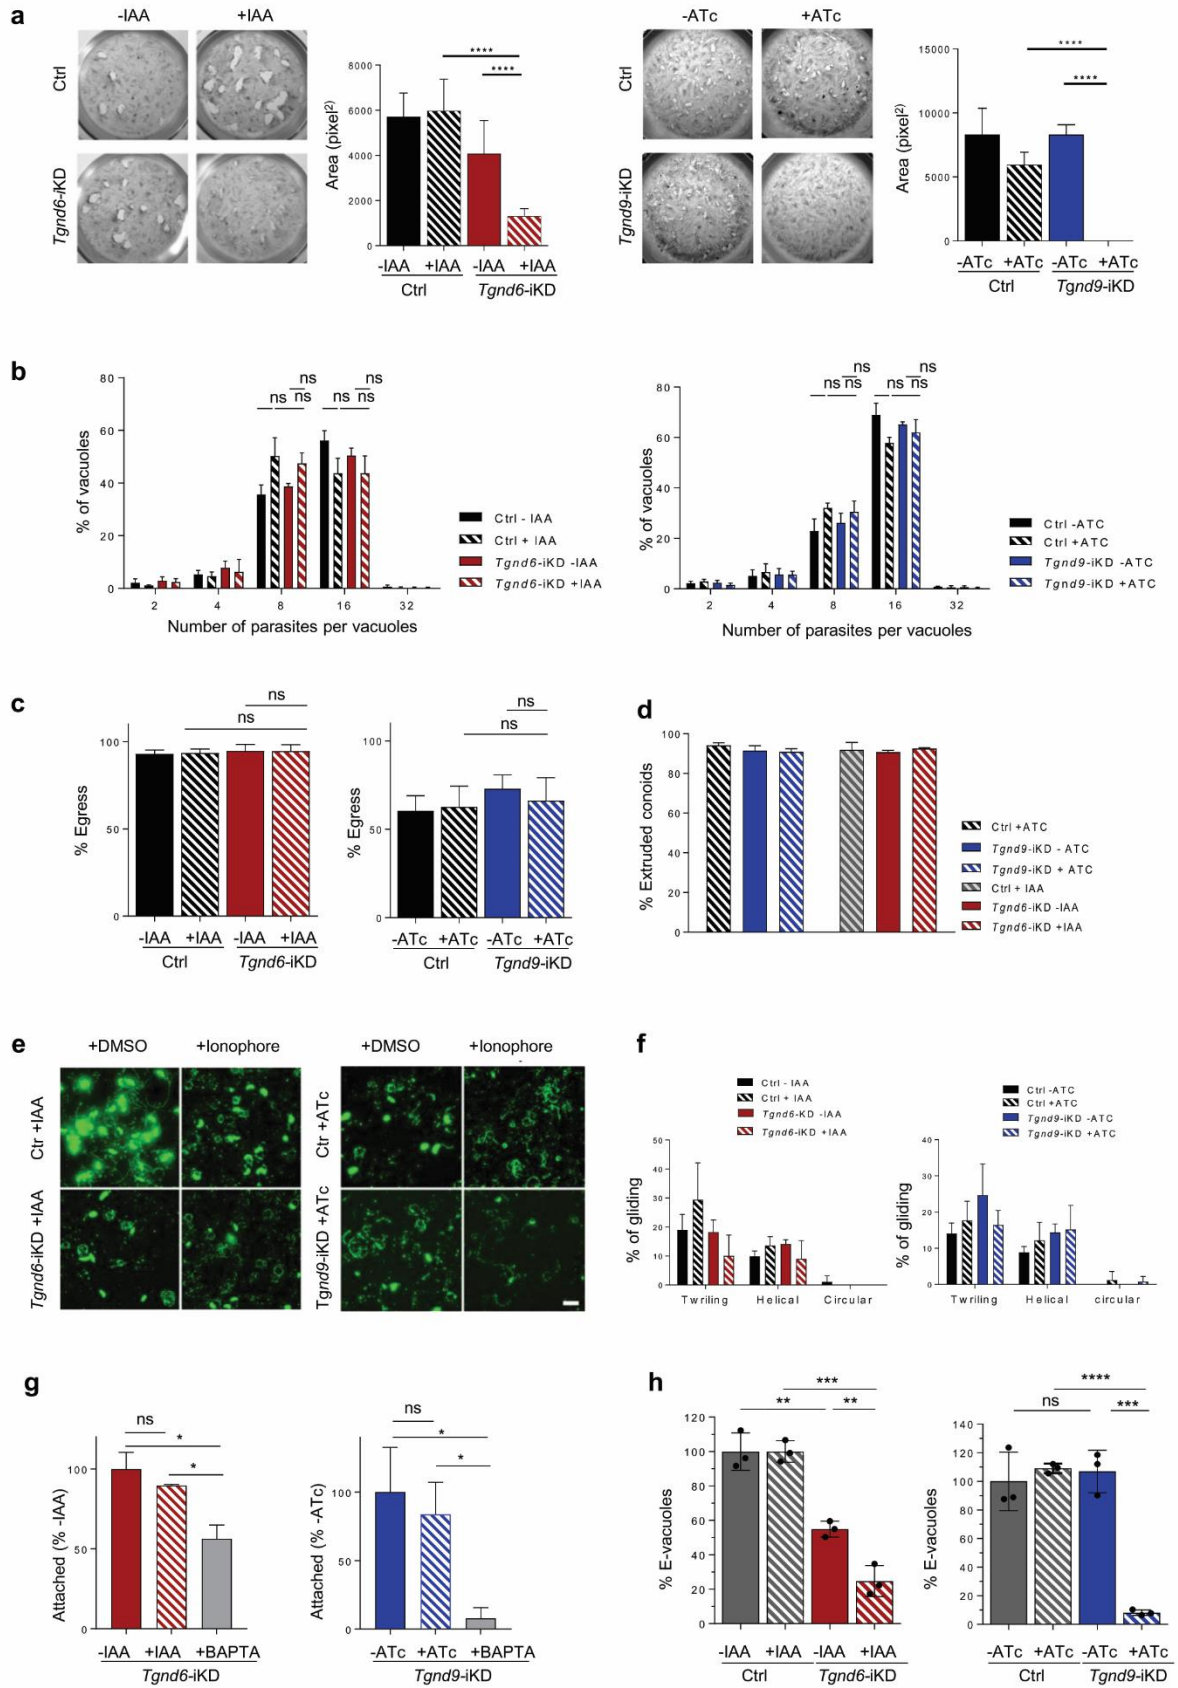 a
-IAA
+IAA
Ctrl
Tgnd6-iKD
****
****
Area (pixel2)
8000
6000
4000
2000
0
-IAA +IAA -IAA +IAA
Ctrl Tgnd6-iKD
-ATc
+ATc
Ctrl
Tgnd9-iKD
****
****
Area (pixel2)
15000
10000
5000
0
-ATc +ATc -ATc +ATc
Ctrl Tgnd9-iKD
b
ns ns
ns ns ns ns
% of vacuoles
80
60
40
20
0
2 4 8 16 32
Number of parasites per vacuoles
Ctrl - IAA
Ctrl + IAA
Tgnd6-iKD -IAA
Tgnd6-iKD +IAA
ns ns
ns ns ns ns
% of vacuoles
80
60
40
20
0
2 4 8 16 32
Number of parasites per vacuoles
Ctrl -ATC
Ctrl +ATC
Tgnd9-iKD -ATC
Tgnd9-iKD +ATC
c
ns
ns
% Egress
100
50
0
-IAA +IAA -IAA +IAA
Ctrl Tgnd6-iKD
ns
ns
% Egress
100
50
0
-ATc +ATc -ATc +ATc
Ctrl Tgnd9-iKD
d
% Extruded conoids
100
80
60
40
20
0
Ctrl +ATC
Tgnd9-iKD - ATC
Tgnd9-iKD + ATC
Ctrl + IAA
Tgnd6-iKD -IAA
Tgnd6-iKD +IAA
e
+DMSO +Ionophore
Ctr +IAA
Tgnd6-iKD +IAA
+DMSO +Ionophore
Ctr +ATc
Tgnd9-iKD +ATc
f
Ctrl - IAA
Ctrl + IAA
Tgnd6-KD -IAA
Tgnd6-iKD +IAA
% of gliding
50
40
30
20
10
0
Twriling Helical Circular
Ctrl -ATC
Ctrl +ATC
Tgnd9-iKD -ATC
Tgnd9-iKD +ATC
% of gliding
40
30
20
10
0
Twriling Helical circular
g
ns
*
*
Attached (% -IAA)
100
50
0
-IAA +IAA +BAPTA
Tgnd6-iKD
ns
*
*
Attached (% -ATc)
100
50
0
-ATc +ATc +BAPTA
Tgnd9-iKD
h
***
** **
% E-vacuoles
120
100
80
60
40
20
0
-IAA +IAA -IAA +IAA
Ctrl Tgnd6-iKD
****
ns ***
% E-vacuoles
140
120
100
80
60
40
20
0
-ATc +ATc -ATc +ATc
Ctrl Tgnd9-iKD